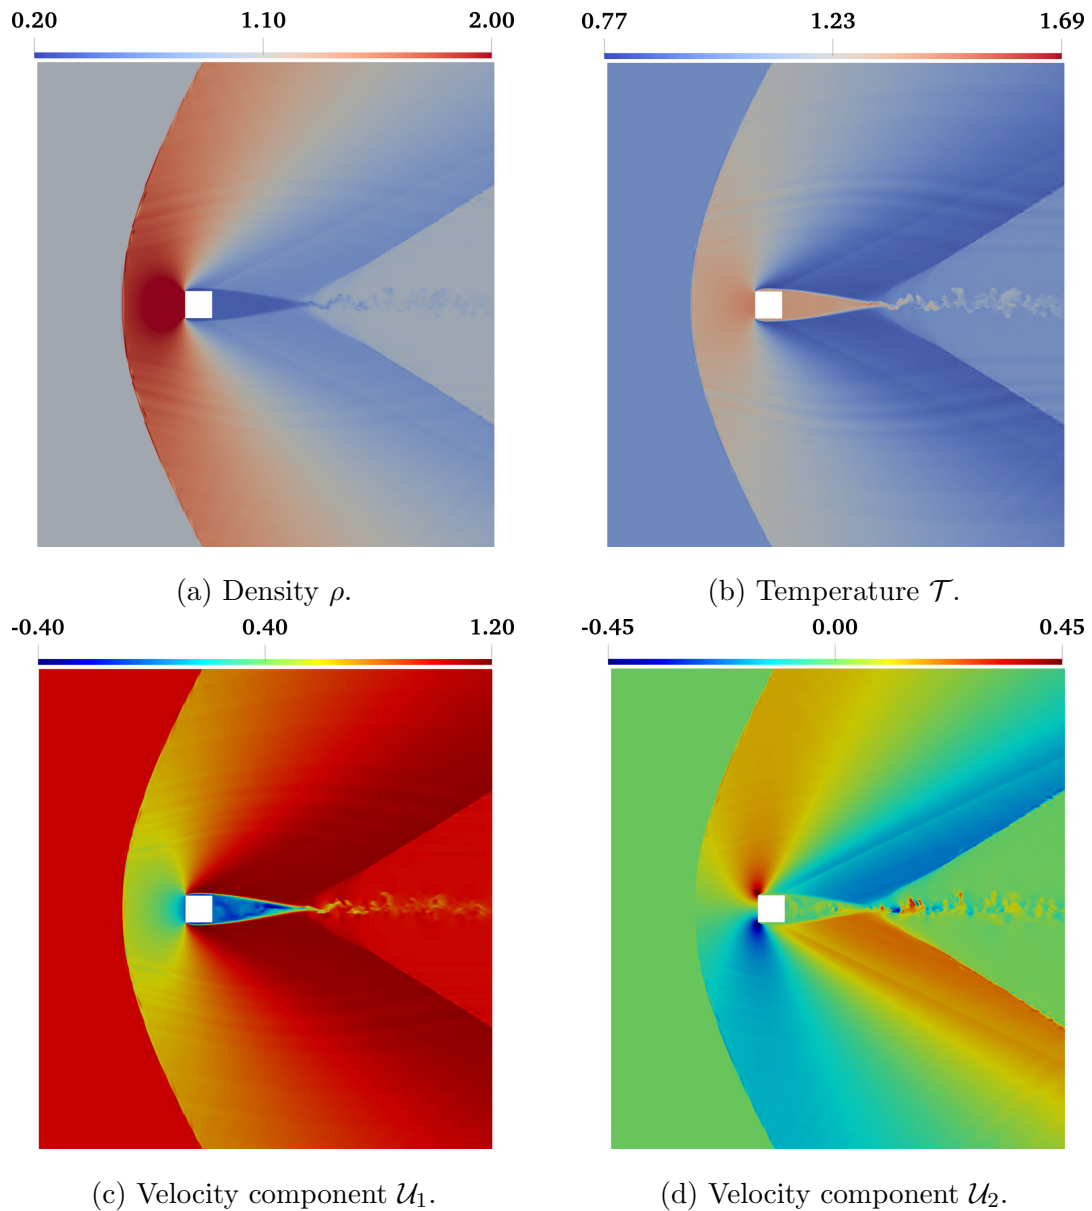 0.20 1.10 2.00
0.77 1.23 1.69
(a) Density ρ.
(b) Temperature 𝒯.
-0.40 0.40 1.20
-0.45 0.00 0.45
(c) Velocity component 𝒰₁.
(d) Velocity component 𝒰₂.